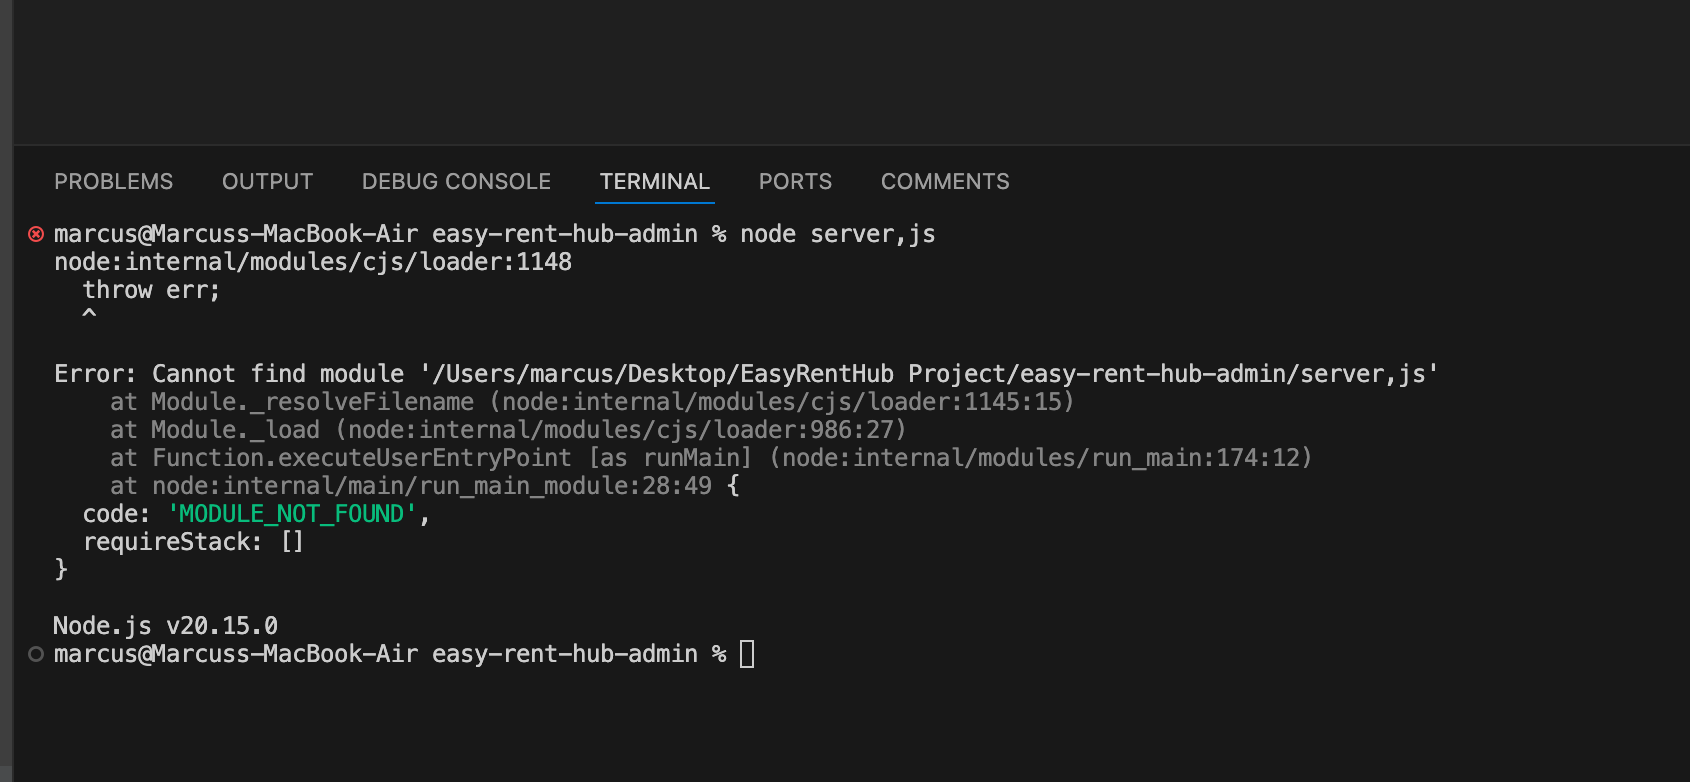 PROBLEMS OUTPUT DEBUG CONSOLE TERMINAL PORTS COMMENTS
marcus@Marcuss-MacBook-Air easy-rent-hub-admin % node server,js
node:internal/modules/cjs/loader:1148
  throw err;
  ^

Error: Cannot find module '/Users/marcus/Desktop/EasyRentHub Project/easy-rent-hub-admin/server,js'
    at Module._resolveFilename (node:internal/modules/cjs/loader:1145:15)
    at Module._load (node:internal/modules/cjs/loader:986:27)
    at Function.executeUserEntryPoint [as runMain] (node:internal/modules/run_main:174:12)
    at node:internal/main/run_main_module:28:49 {
  code: 'MODULE_NOT_FOUND',
  requireStack: []
}

Node.js v20.15.0
marcus@Marcuss-MacBook-Air easy-rent-hub-admin %